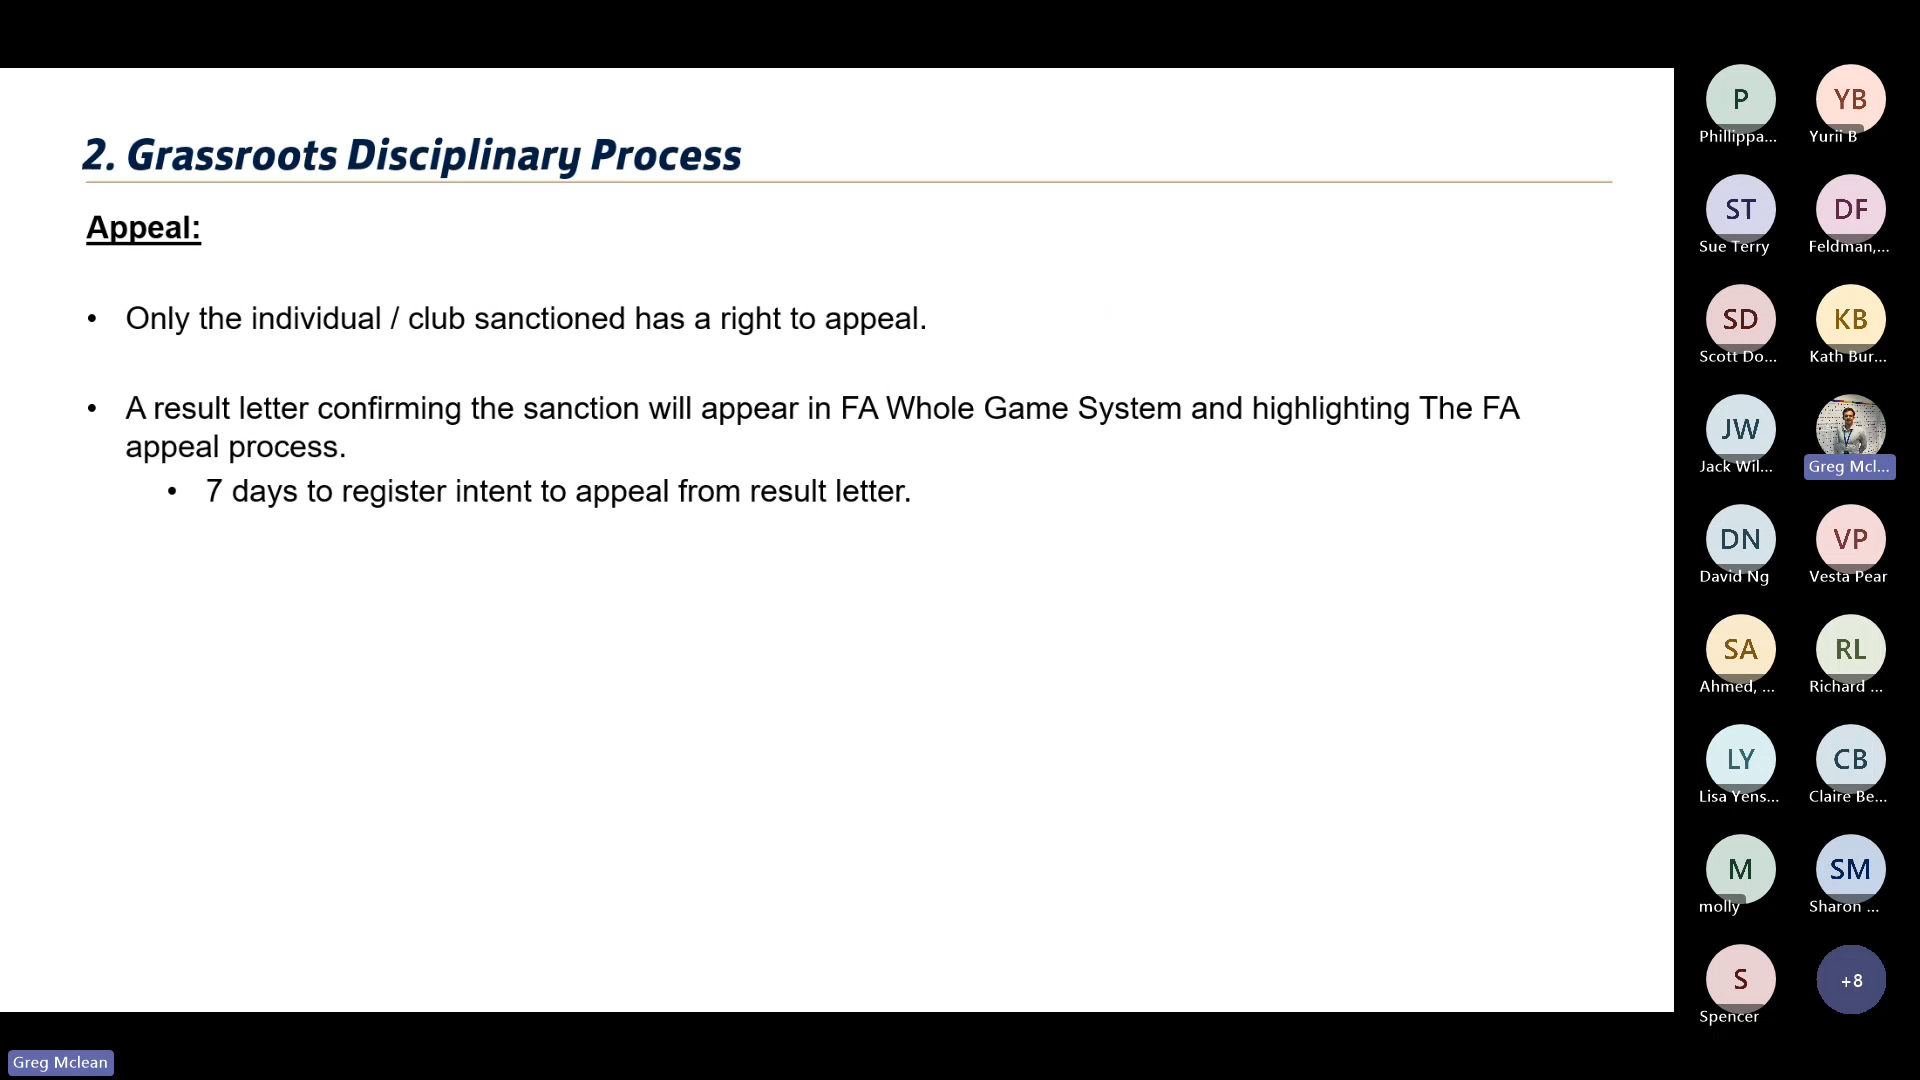 2. Grassroots Disciplinary Process
Appeal:
• Only the individual / club sanctioned has a right to appeal.
• A result letter confirming the sanction will appear in FA Whole Game System and highlighting The FA
appeal process.
• 7 days to register intent to appeal from result letter.
P
Phillippa...
YB
Yurii B
ST
Sue Terry
DF
Feldman,...
SD
Scott Do...
KB
Kath Bur...
JW
Jack Wil...
Greg Mcl...
DN
David Ng
VP
Vesta Pear
SA
Ahmed, ...
RL
Richard ...
LY
Lisa Yens...
CB
Claire Be...
M
molly
SM
Sharon ...
S
Spencer
+8
Greg Mclean